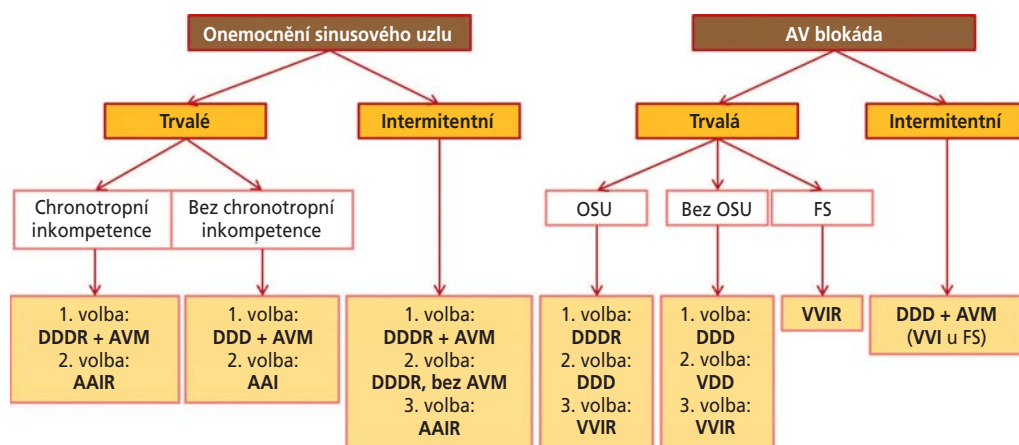 Onemocnění sinusového uzlu
AV blokáda
Trvalé
Intermitentní
Trvalá
Intermitentní
Chronotropní
inkompetence
Bez chronotropní
inkompetence
OSU
Bez OSU
FS
1. volba:
DDDR + AVM
2. volba:
AAIR
1. volba:
DDD + AVM
2. volba:
AAI
1. volba:
DDDR + AVM
2. volba:
DDDR, bez AVM
3. volba:
AAIR
1. volba:
DDDR
2. volba:
DDD
3. volba:
VVIR
1. volba:
DDD
2. volba:
VDD
3. volba:
VVIR
VVIR
DDD + AVM
(VVI u FS)